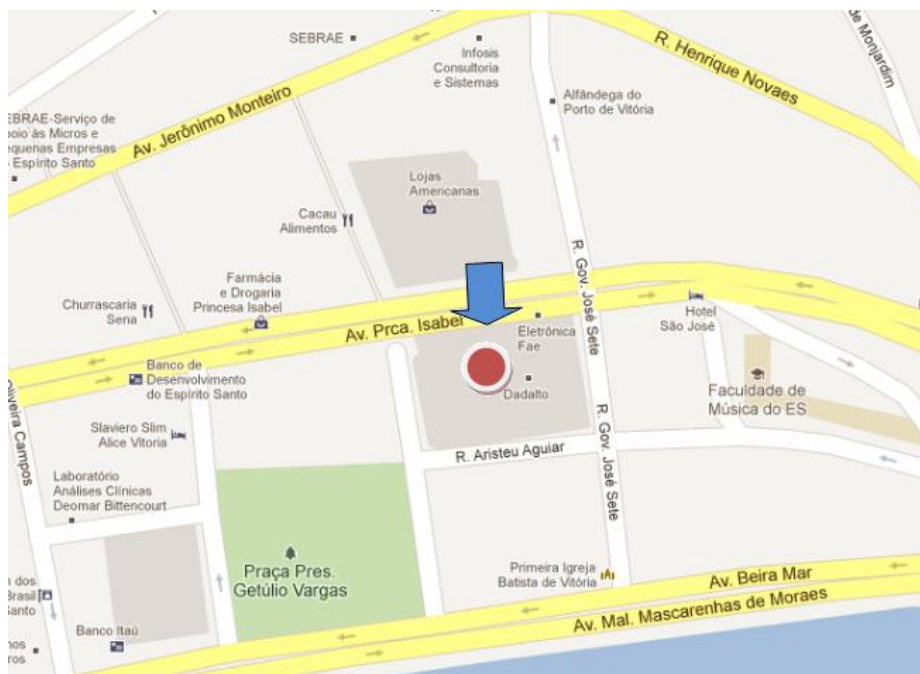 SEBRAE
Infosis
Consultoria
e Sistemas
R. Henrique Novaes
de Monjardim
Av. Jerônimo Monteiro
EBRAE-Serviço de
poio às Micros e
equenas Empresas
Espírito Santo
Alfândega do
Porto de Vitória
Lojas
Americanas
Cacau
Alimentos
R. Gov. José Sete
Farmácia
e Drogaria
Princesa Isabel
Churrascaria
Sena
Av. Prca. Isabel
Eletrônica
Fae
Hotel
São José
Banco de
Desenvolvimento
do Espírito Santo
Dadalto
Faculdade de
Música do ES
Oliveira Campos
Slaviero Slim
Alice Vitoria
R. Gov. José Sete
R. Aristeu Aguiar
Laboratório
Análises Clínicas
Deomar Bittencourt
Praça Pres.
Getúlio Vargas
Primeira Igreja
Batista de Vitória
Av. Beira Mar
Av. Mal. Mascarenhas de Moraes
dos
Brasil
Santo
Banco Itaú
nos
ros